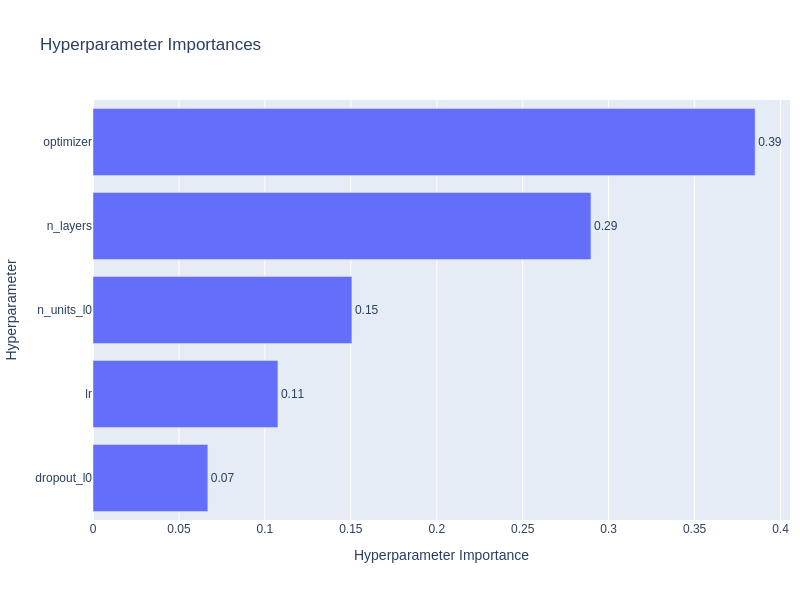 Hyperparameter Importances
Hyperparameter
optimizer
0.39
n_layers
0.29
n_units_l0
0.15
lr
0.11
dropout_l0
0.07
0 0.05 0.1 0.15 0.2 0.25 0.3 0.35 0.4
Hyperparameter Importance